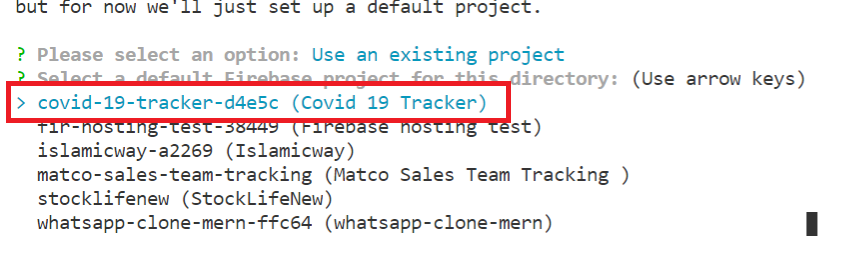 but for now we'll just set up a default project.
? Please select an option: Use an existing project
? Select a default Firebase project for this directory: (Use arrow keys)
> covid-19-tracker-d4e5c (Covid 19 Tracker)
fir-hosting-test-38449 (Firebase hosting test)
islamicway-a2269 (Islamicway)
matco-sales-team-tracking (Matco Sales Team Tracking )
stocklifenew (StockLifeNew)
whatsapp-clone-mern-ffc64 (whatsapp-clone-mern)